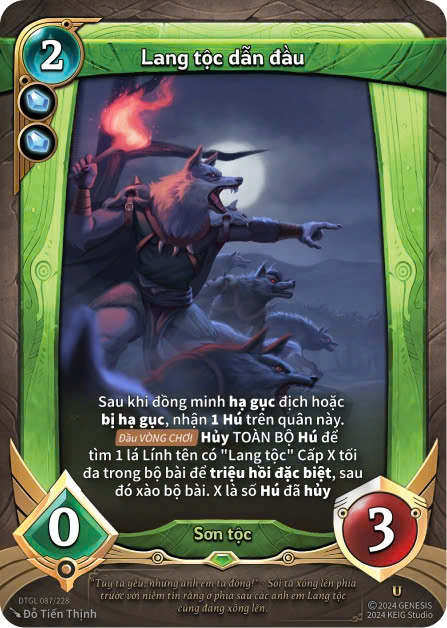 2
Lang tộc dẫn đầu
Sau khi đồng minh hạ gục địch hoặc
bị hạ gục, nhận 1 Hú trên quân này.
Đầu VÒNG CHƠI Hủy TOÀN BỘ Hú để
tìm 1 lá Lính tên có "Lang tộc" Cấp X tối
đa trong bộ bài để triệu hồi đặc biệt, sau
đó xào bộ bài. X là số Hú đã hủy
0
Sơn tộc
3
DTGL 087/228
Đỗ Tiến Thịnh
"Tuy ta yếu, nhưng anh em ta đông!" - Sói ta xông lên phía
trước với niềm tin rằng ở phía sau các anh em Lang tộc
cũng đang xông lên.
U
©2024 GENESIS
2024 KEIG Studio